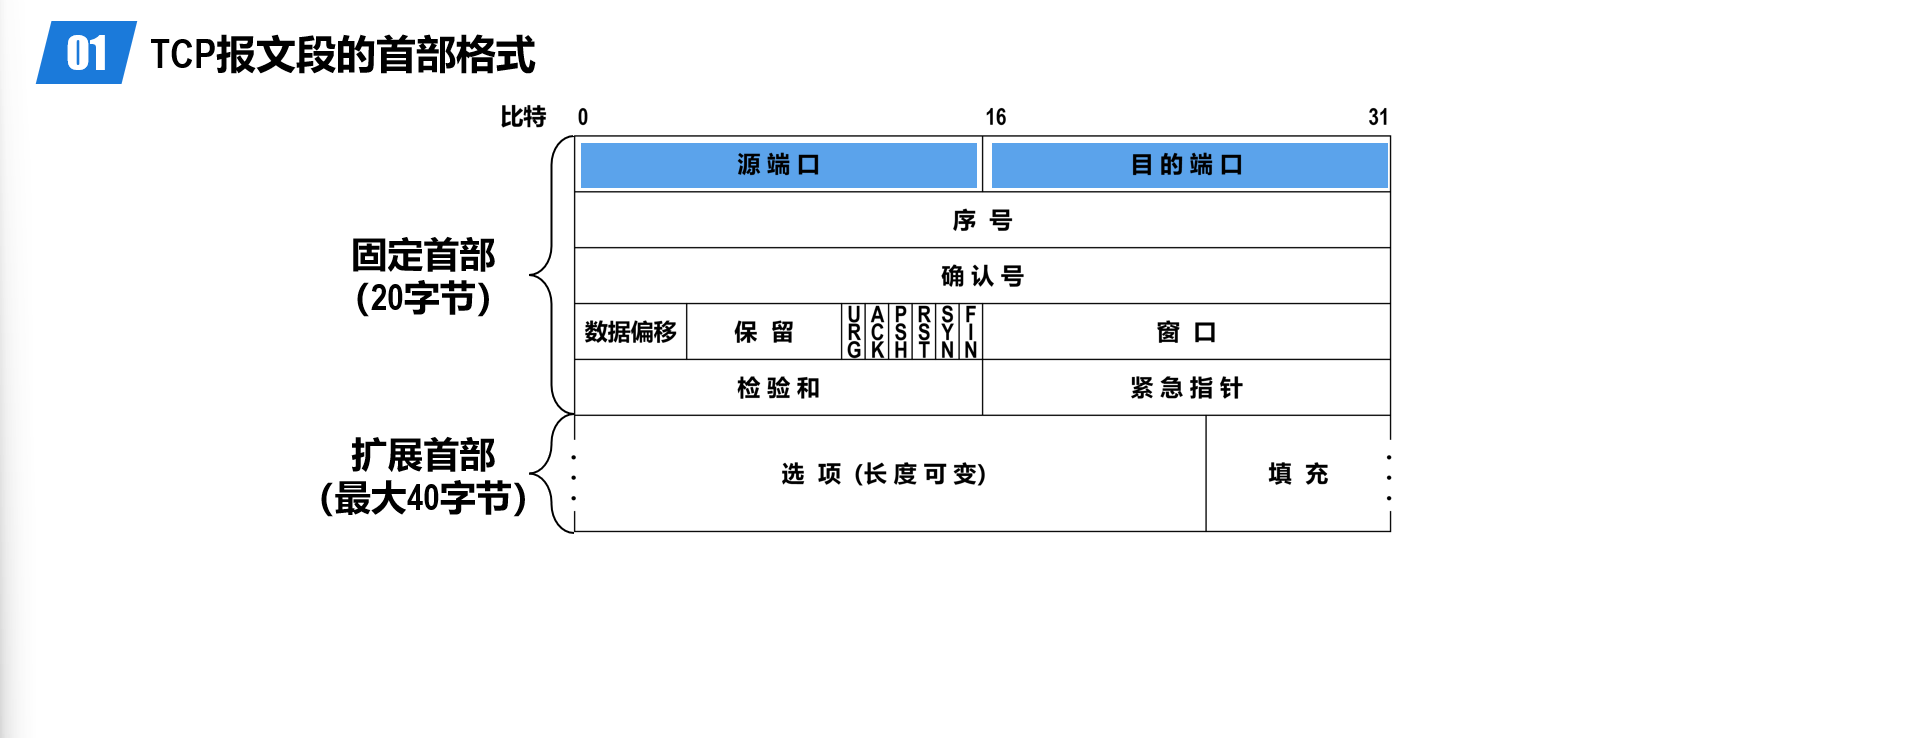 01 TCP报文段的首部格式
比特 0 16 31
源端口 目的端口
序号
固定首部
(20字节)
确认号
数据偏移 保留 URG ACK PSH RST SYN FIN 窗口
检验和 紧急指针
扩展首部
(最大40字节)
选项 (长度可变) 填充